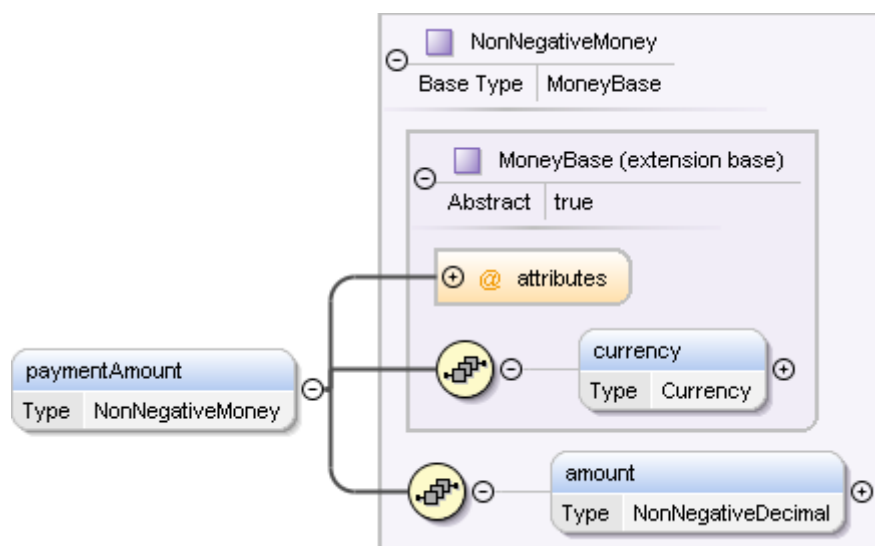 NonNegativeMoney
Base Type MoneyBase
MoneyBase (extension base)
Abstract true
@ attributes
currency
Type Currency
paymentAmount
Type NonNegativeMoney
amount
Type NonNegativeDecimal